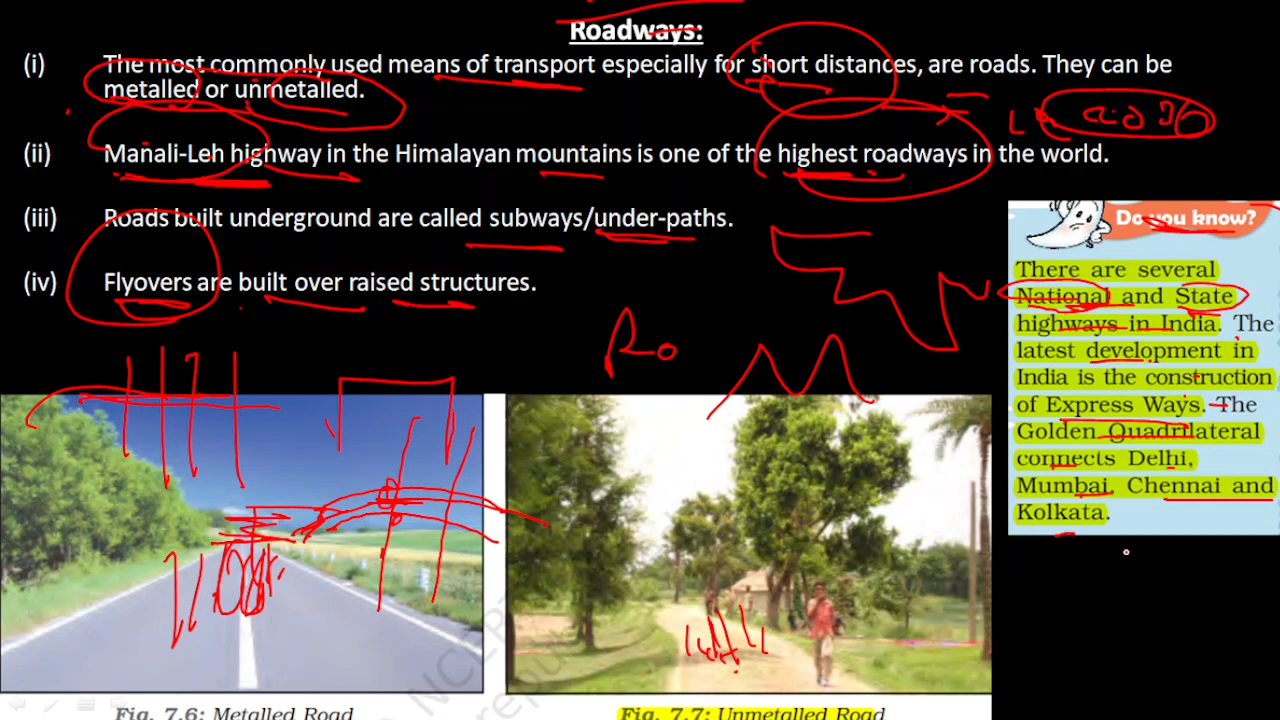 Roadways:
(i) The most commonly used means of transport especially for short distances, are roads. They can be
metalled or unmetalled.
(ii) Manali-Leh highway in the Himalayan mountains is one of the highest roadways in the world.
(iii) Roads built underground are called subways/under-paths.
(iv) Flyovers are built over raised structures.
Ro
Do you know?
There are several
National and State
highways in India. The
latest development in
India is the construction
of Express Ways. The
Golden Quadrilateral
connects Delhi,
Mumbai, Chennai and
Kolkata.
Fig. 7.6: Metalled Road
Fig. 7.7: Unmetalled Road